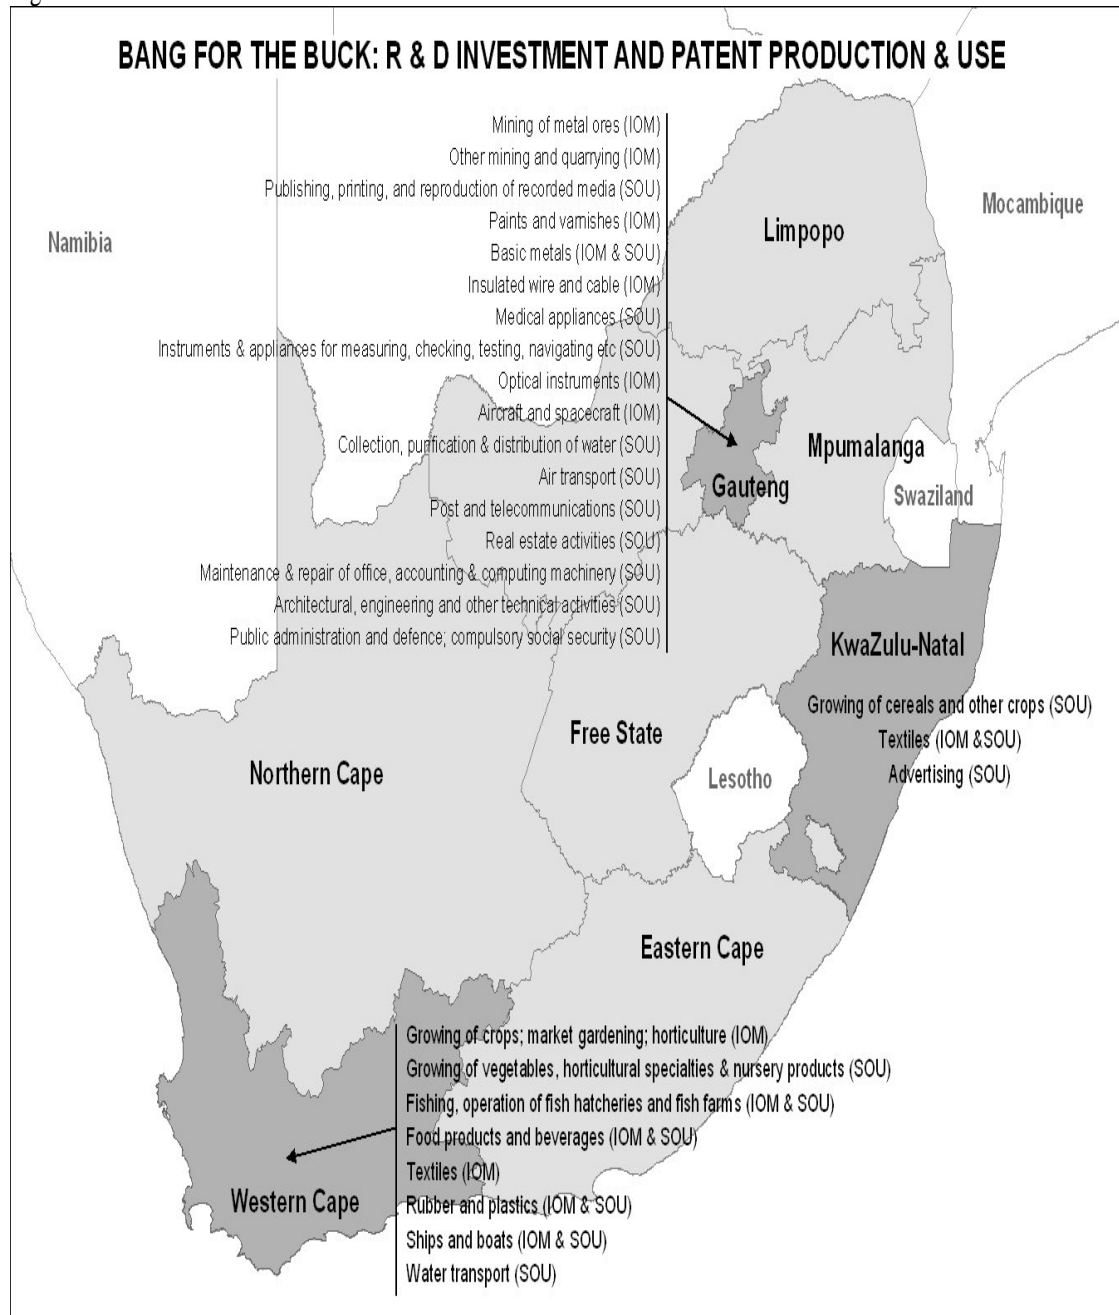 BANG FOR THE BUCK: R & D INVESTMENT AND PATENT PRODUCTION & USE
Mining of metal ores (IOM)
Other mining and quarrying (IOM)
Publishing, printing, and reproduction of recorded media (SOU)
Paints and varnishes (IOM)
Basic metals (IOM & SOU)
Insulated wire and cable (IOM)
Medical appliances (SOU)
Instruments & appliances for measuring, checking, testing, navigating etc (SOU)
Optical instruments (IOM)
Aircraft and spacecraft (IOM)
Collection, purification & distribution of water (SOU)
Air transport (SOU)
Post and telecommunications (SOU)
Real estate activities (SOU)
Maintenance & repair of office, accounting & computing machinery (SOU)
Architectural, engineering and other technical activities (SOU)
Public administration and defence; compulsory social security (SOU)
Namibia
Mocambique
Limpopo
Mpumalanga
Gauteng
Swaziland
KwaZulu-Natal
Growing of cereals and other crops (SOU)
Textiles (IOM &SOU)
Advertising (SOU)
Free State
Lesotho
Northern Cape
Eastern Cape
Growing of crops; market gardening; horticulture (IOM)
Growing of vegetables, horticultural specialties & nursery products (SOU)
Fishing, operation of fish hatcheries and fish farms (IOM & SOU)
Food products and beverages (IOM & SOU)
Textiles (IOM)
Rubber and plastics (IOM & SOU)
Ships and boats (IOM & SOU)
Water transport (SOU)
Western Cape